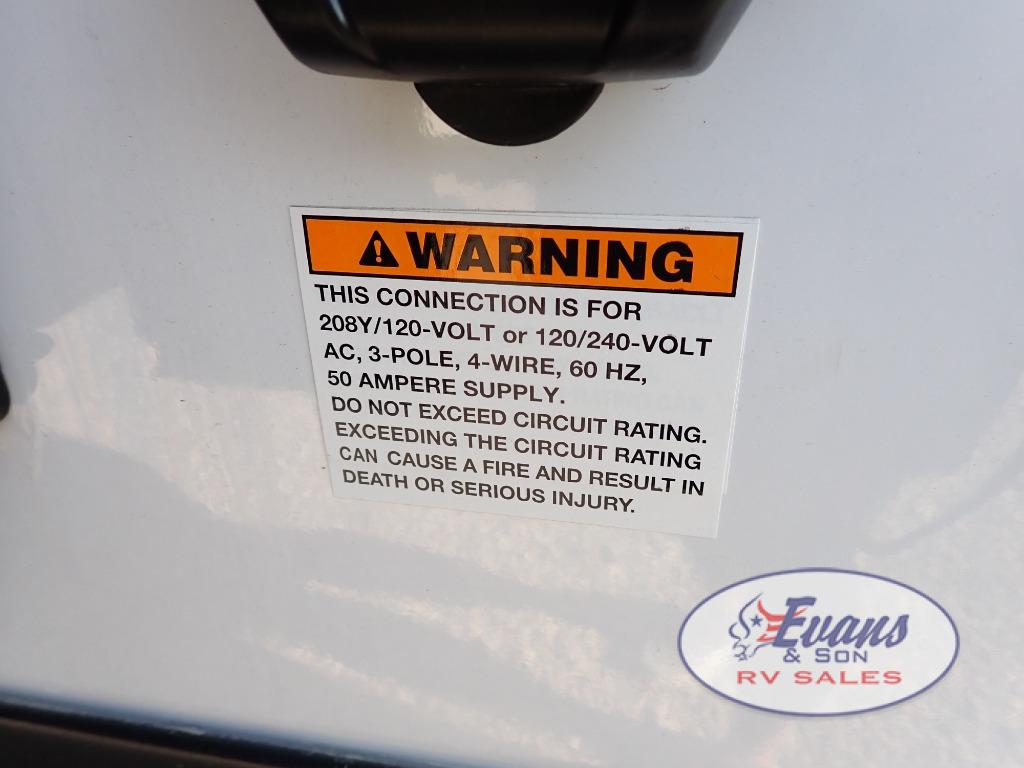 WARNING
THIS CONNECTION IS FOR
208Y/120-VOLT or 120/240-VOLT
AC, 3-POLE, 4-WIRE, 60 HZ,
50 AMPERE SUPPLY.
DO NOT EXCEED CIRCUIT RATING.
EXCEEDING THE CIRCUIT RATING
CAN CAUSE A FIRE AND RESULT IN
DEATH OR SERIOUS INJURY.
Evans
& SON
RV SALES